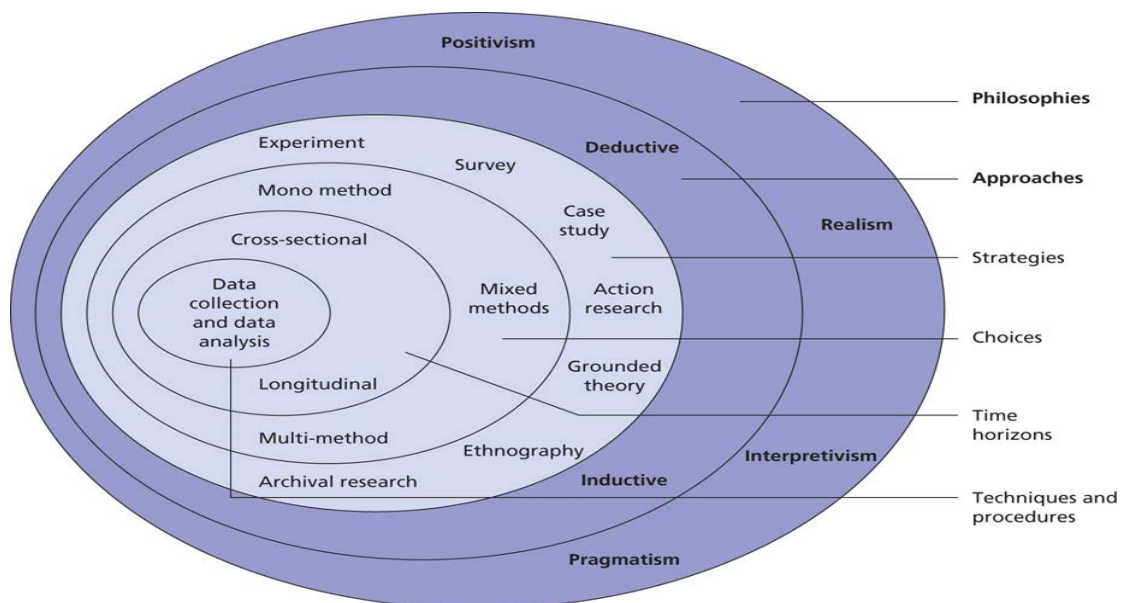 Positivism
Philosophies
Experiment
Survey
Deductive
Mono method
Approaches
Case
study
Realism
Cross-sectional
Strategies
Data
collection
and data
analysis
Mixed
methods
Action
research
Choices
Longitudinal
Grounded
theory
Time
horizons
Multi-method
Ethnography
Interpretivism
Archival research
Inductive
Techniques and
procedures
Pragmatism